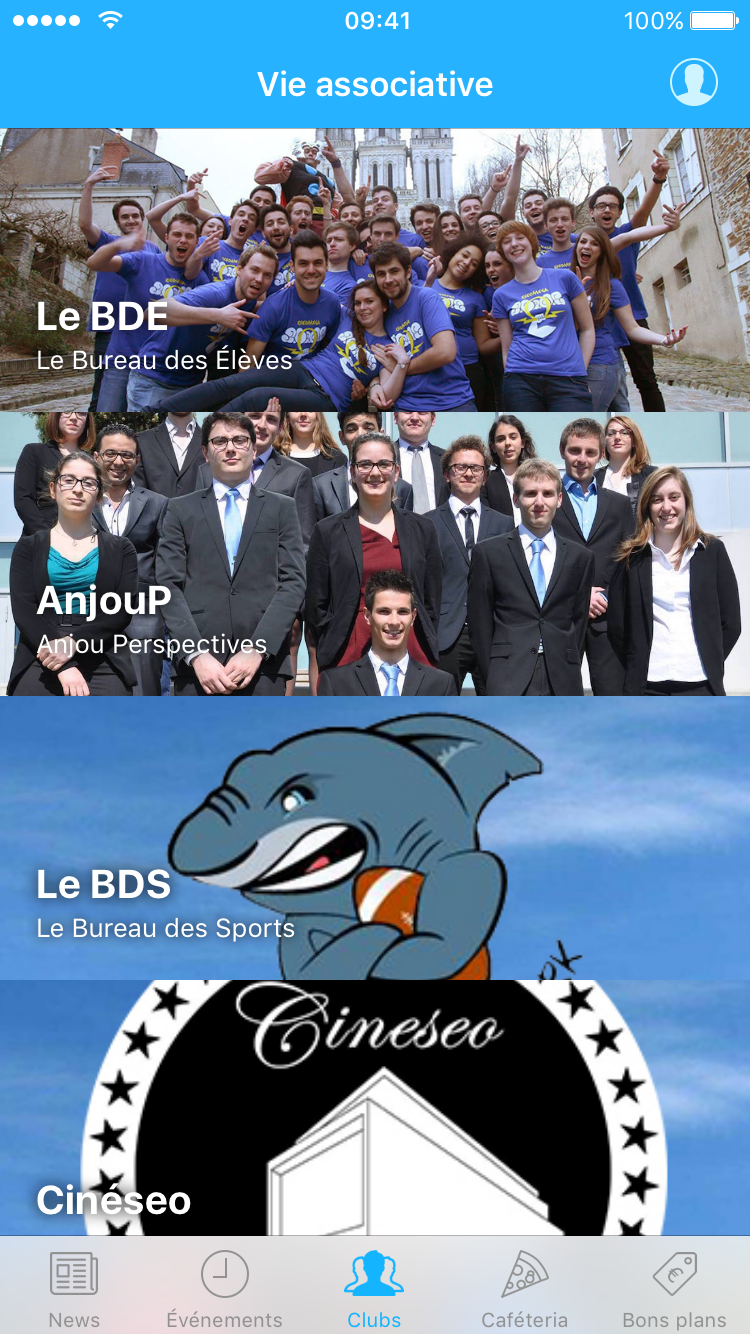 09:41
100%
Vie associative
Le BDE
Le Bureau des Élèves
AnjouP
Anjou Perspectives
Le BDS
Le Bureau des Sports
Cineseo
Cinéseo
News
Événements
Clubs
Caféteria
Bons plans